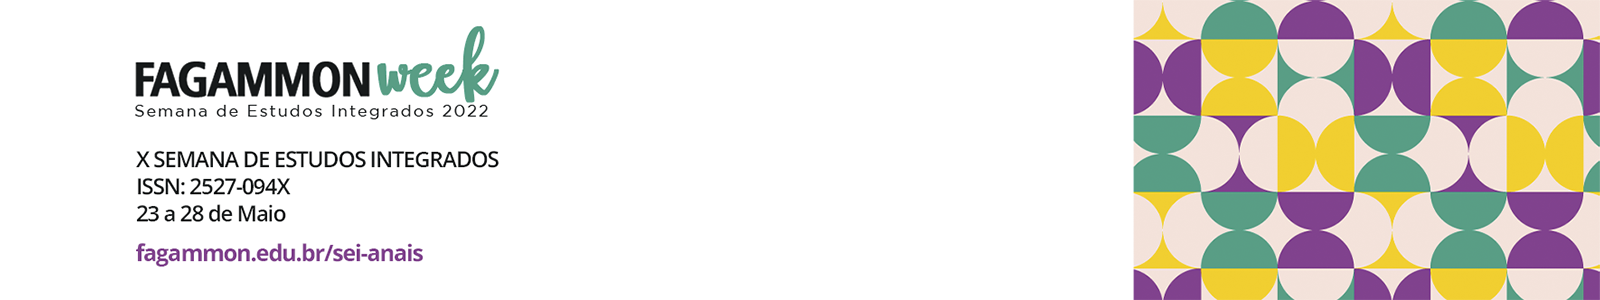 FAGAMMON week
Semana de Estudos Integrados 2022
X SEMANA DE ESTUDOS INTEGRADOS
ISSN: 2527-094X
23 a 28 de Maio
fagammon.edu.br/sei-anais